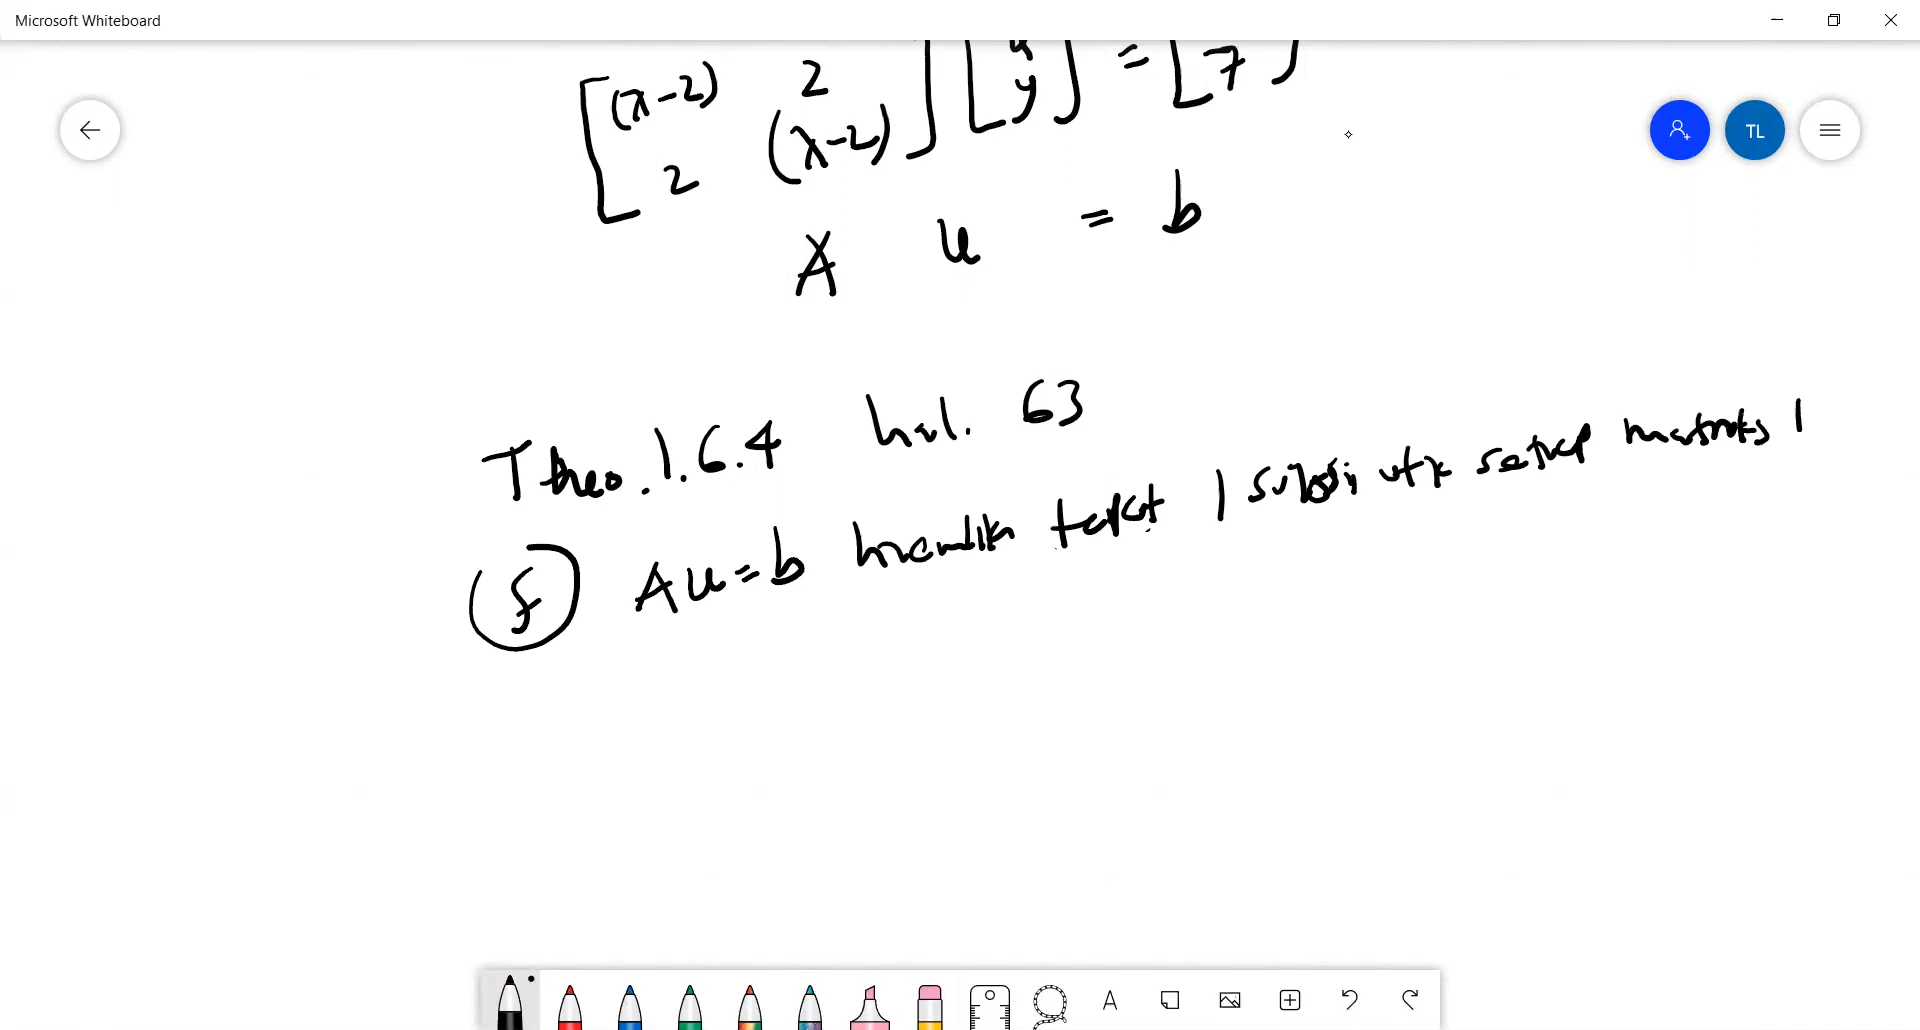 Microsoft Whiteboard
[(λ-2) 2 ] [ y ] = [ 7 ]
[ 2 (λ-2) ]
A u = b
TL
Theo. 1.6.4 hal. 63
(f) Au=b memiliki tepat 1 solusi utk setiap matriks
A